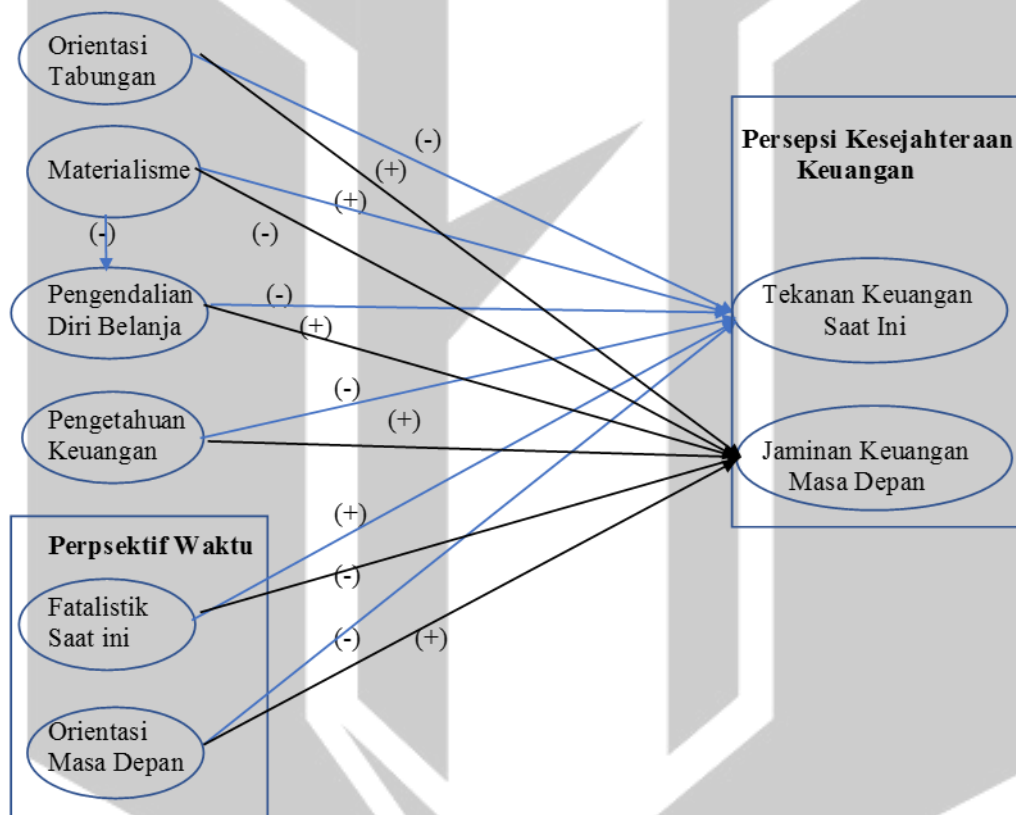 Orientasi
Tabungan
(-)
(+)
Materialisme
(+)
(-)
(-)
Pengendalian
Diri Belanja
(-)
(+)
Pengetahuan
Keuangan
(-)
(+)
Perpsektif Waktu
Fatalistik
Saat ini
(+)
(-)
Orientasi
Masa Depan
(-)
(+)
Persepsi Kesejahteraan
Keuangan
Tekanan Keuangan
Saat Ini
Jaminan Keuangan
Masa Depan